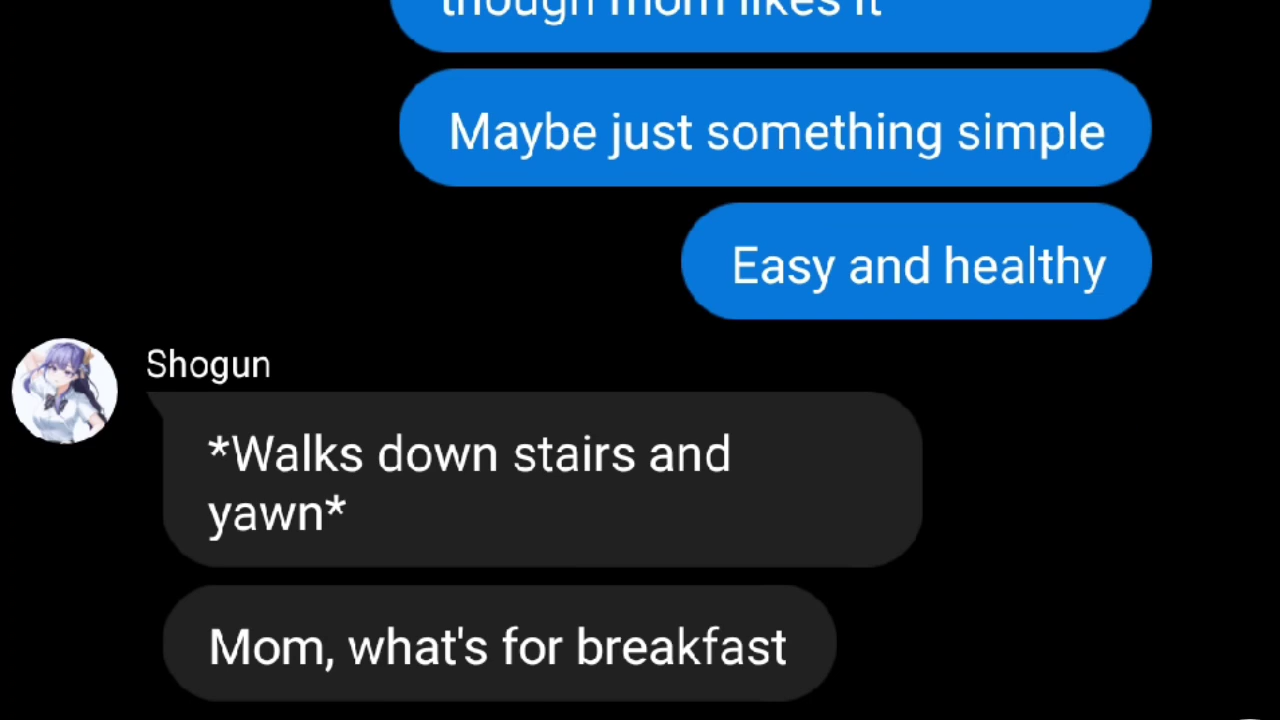 though mom likes it
Maybe just something simple
Easy and healthy
Shogun
*Walks down stairs and
yawn*
Mom, what's for breakfast